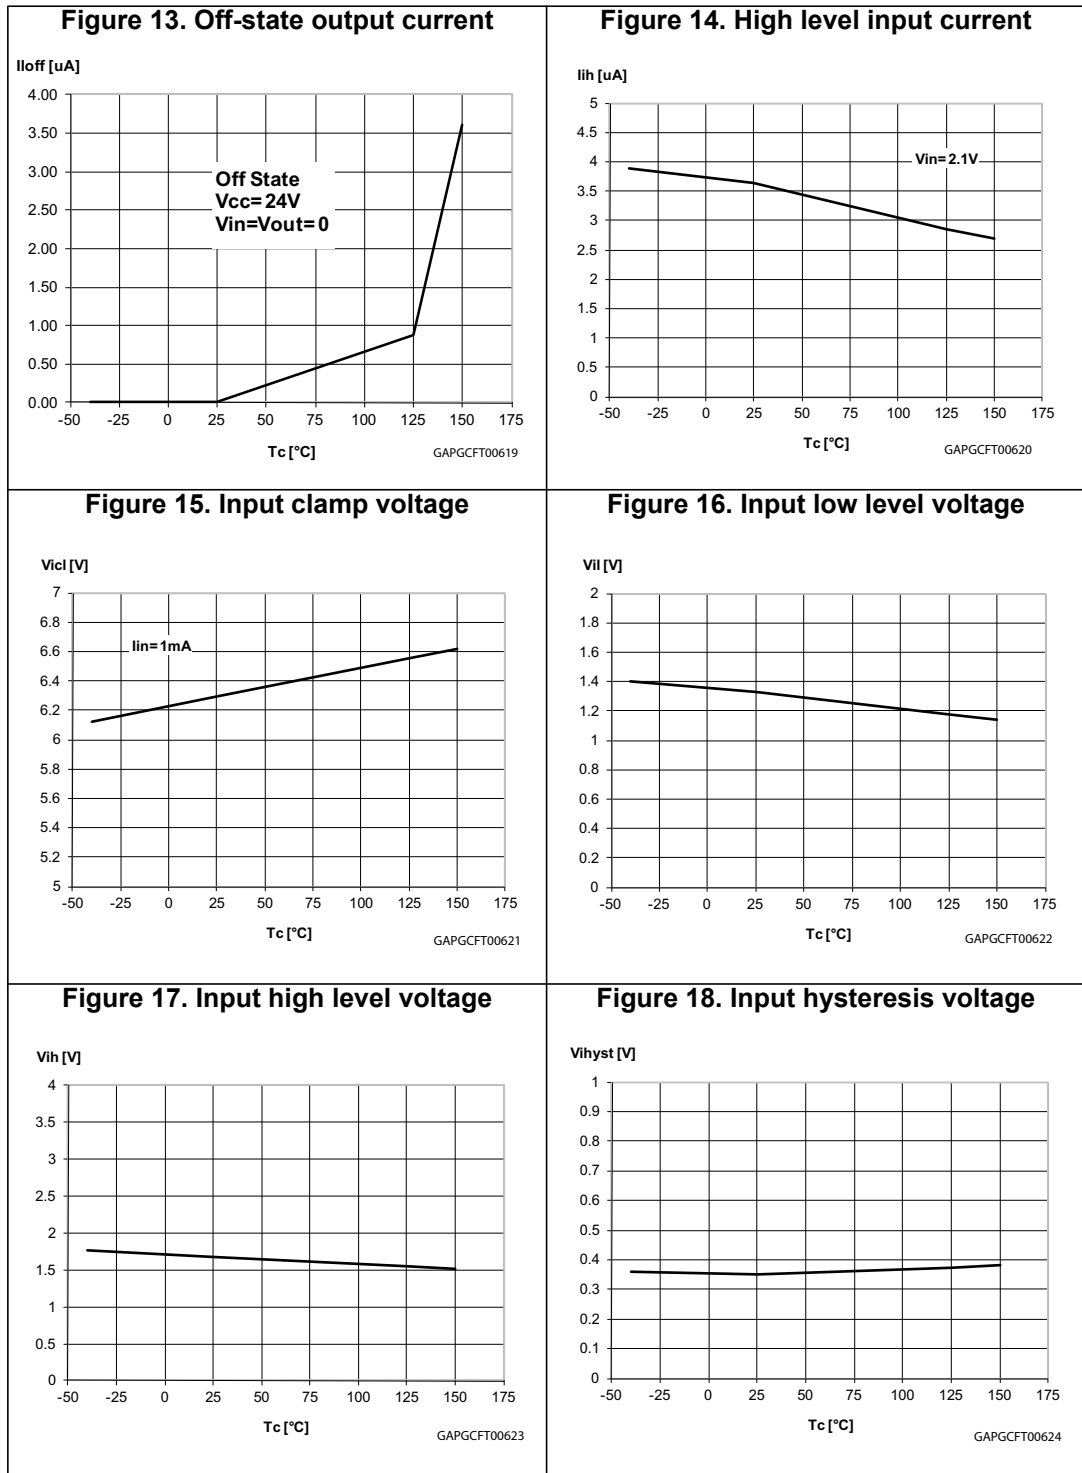 Figure 13. Off-state output current
Iloff [uA]
4.00
3.50
3.00
2.50
2.00
1.50
1.00
0.50
0.00
Off State
Vcc= 24V
Vin=Vout= 0
-50 -25 0 25 50 75 100 125 150 175
Tc [°C]
GAPGCFT00619
Figure 14. High level input current
Iih [uA]
5
4.5
4
3.5
3
2.5
2
1.5
1
0.5
0
Vin= 2.1V
-50 -25 0 25 50 75 100 125 150 175
Tc [°C]
GAPGCFT00620
Figure 15. Input clamp voltage
Vicl [V]
7
6.8
6.6
6.4
6.2
6
5.8
5.6
5.4
5.2
5
Iin= 1mA
-50 -25 0 25 50 75 100 125 150 175
Tc [°C]
GAPGCFT00621
Figure 16. Input low level voltage
Vil [V]
2
1.8
1.6
1.4
1.2
1
0.8
0.6
0.4
0.2
0
-50 -25 0 25 50 75 100 125 150 175
Tc [°C]
GAPGCFT00622
Figure 17. Input high level voltage
Vih [V]
4
3.5
3
2.5
2
1.5
1
0.5
0
-50 -25 0 25 50 75 100 125 150 175
Tc [°C]
GAPGCFT00623
Figure 18. Input hysteresis voltage
Vihyst [V]
1
0.9
0.8
0.7
0.6
0.5
0.4
0.3
0.2
0.1
0
-50 -25 0 25 50 75 100 125 150 175
Tc [°C]
GAPGCFT00624